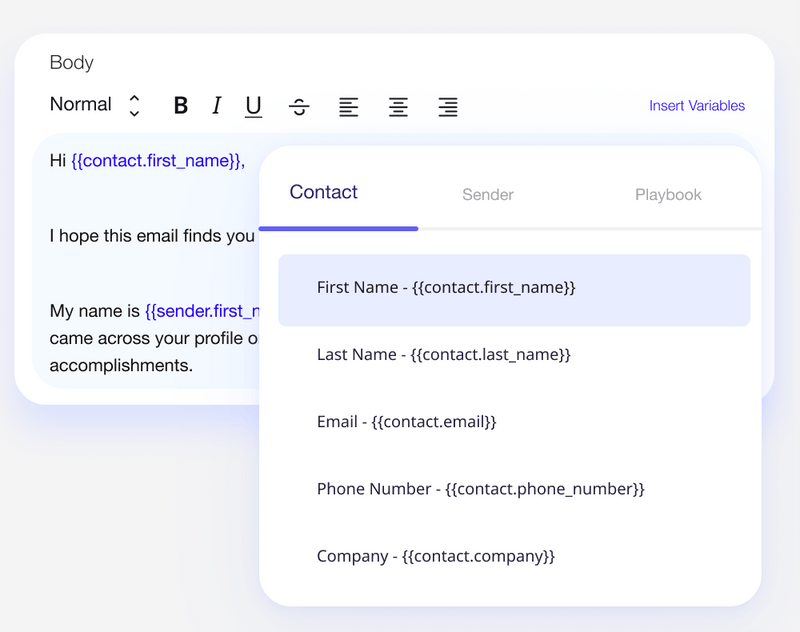 Body
Normal B I U S Insert Variables
Hi {{contact.first_name}},
I hope this email finds you
My name is {{sender.first_n
came across your profile o
accomplishments.
Contact Sender Playbook
First Name - {{contact.first_name}}
Last Name - {{contact.last_name}}
Email - {{contact.email}}
Phone Number - {{contact.phone_number}}
Company - {{contact.company}}